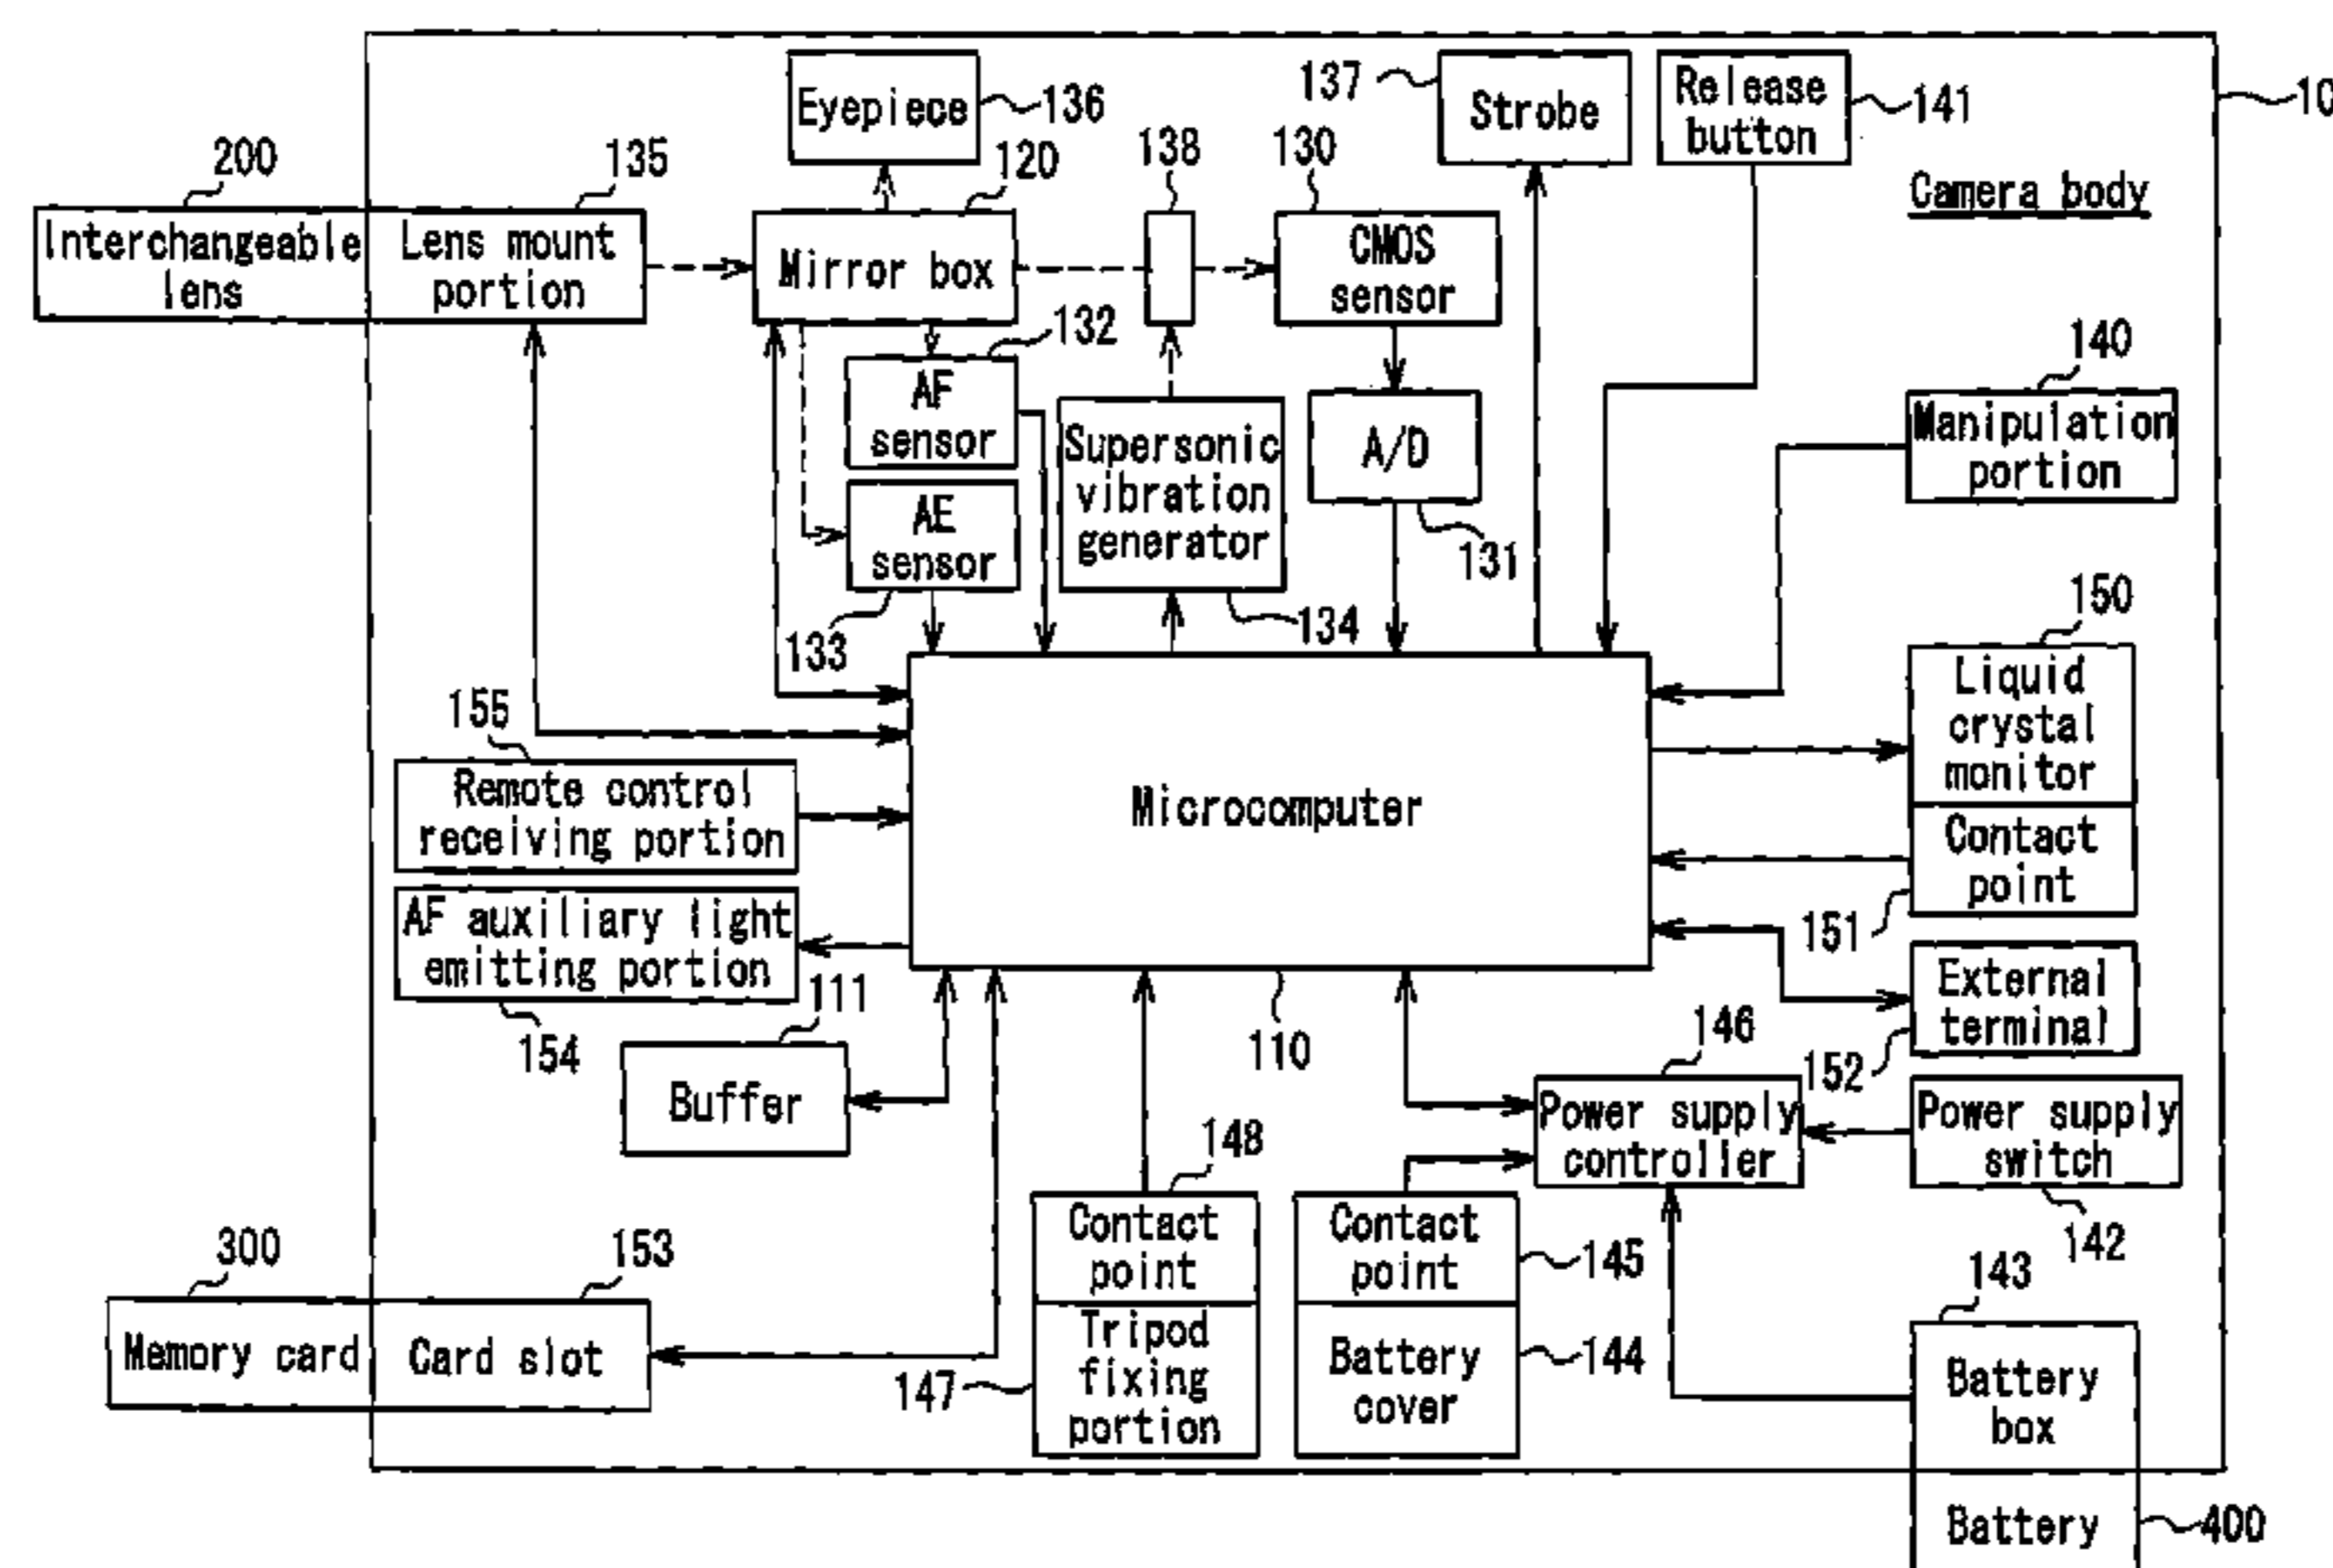 137
Strobe
Release
button
141
10
Eyepiece
136
Camera body
200
135
120
138
130
Interchangeable
lens
Lens mount
portion
Mirror box
CMOS
sensor
132
140
AF
sensor
Supersonic
vibration
generator
A/D
Manipulation
portion
AE
sensor
131
133
134
150
Liquid
crystal
monitor
155
Remote control
receiving portion
Microcomputer
Contact
point
151
AF auxiliary light
emitting portion
154
111
110
146
External
terminal
152
Buffer
Power supply
controller
Power supply
switch
142
148
300
153
Contact
point
Contact
point
145
143
Memory card
Card slot
Tripod
fixing
portion
147
Battery
cover
144
Battery
box
Battery
400